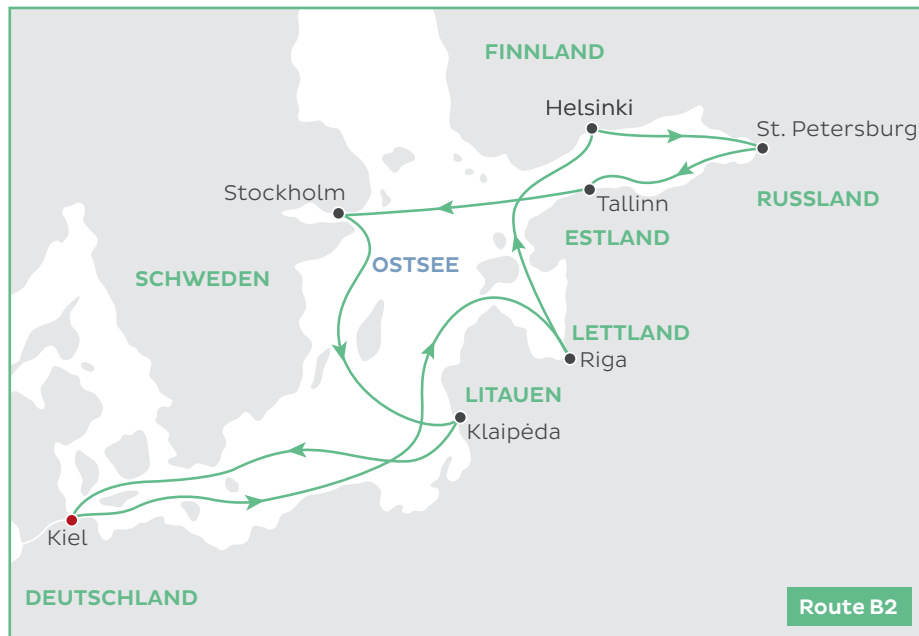 FINNLAND
Helsinki
St. Petersburg
Stockholm
Tallinn
RUSSLAND
ESTLAND
OSTSEE
SCHWEDEN
LETTLAND
Riga
LITAUEN
Klaipėda
Kiel
DEUTSCHLAND
Route B2